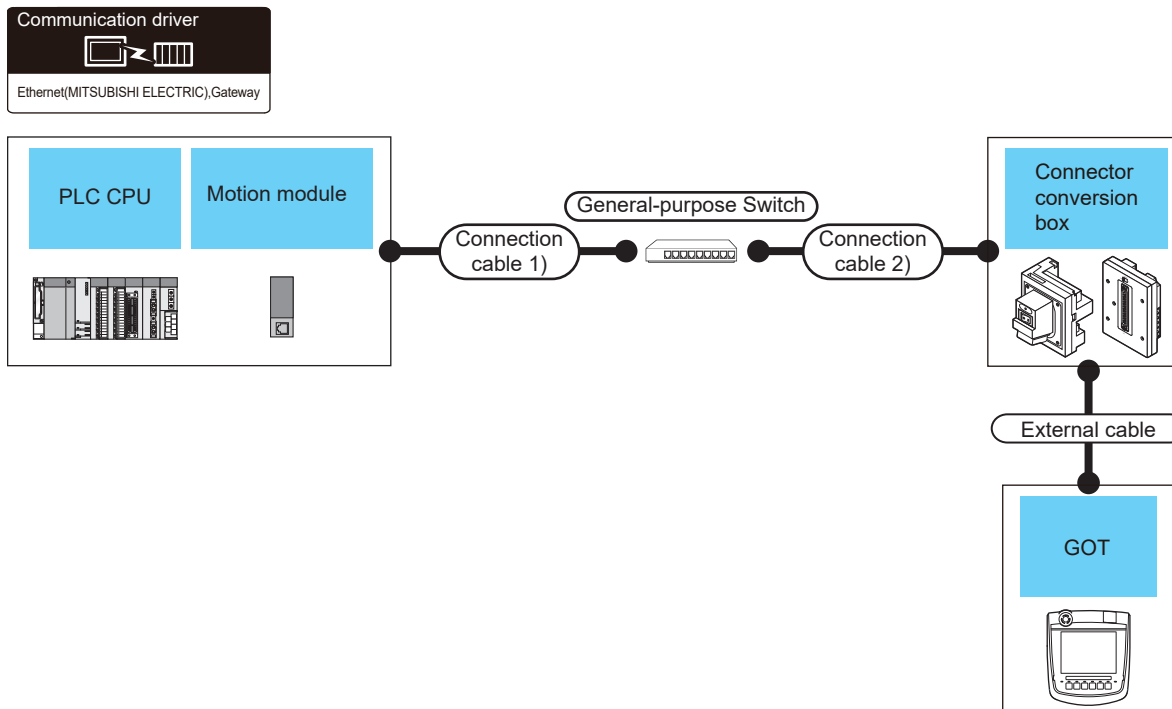 Communication driver
Ethernet(MITSUBISHI ELECTRIC),Gateway
PLC CPU
Motion module
Connection
cable 1)
General-purpose Switch
Connection
cable 2)
Connector
conversion
box
External cable
GOT